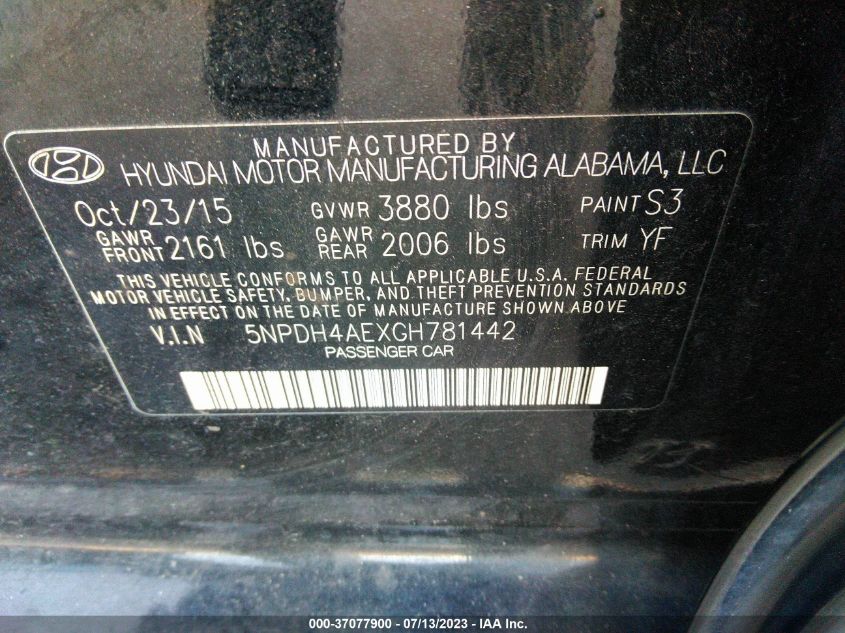 MANUFACTURED BY
HYUNDAI MOTOR MANUFACTURING ALABAMA, LLC
Oct/23/15 GVWR 3880 lbs PAINT S3
GAWR FRONT 2161 lbs GAWR REAR 2006 lbs TRIM YF
THIS VEHICLE CONFORMS TO ALL APPLICABLE U.S.A. FEDERAL
MOTOR VEHICLE SAFETY, BUMPER, AND THEFT PREVENTION STANDARDS
IN EFFECT ON THE DATE OF MANUFACTURE SHOWN ABOVE
V.I.N 5NPDH4AEXGH781442
PASSENGER CAR
000-37077900 - 07/13/2023 - IAA Inc.